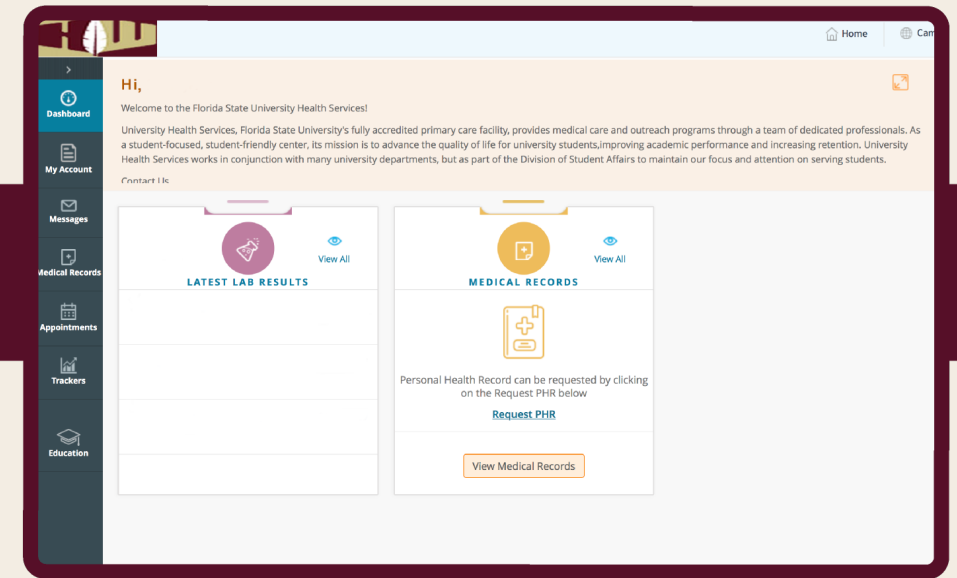 Home
Cam
Hi,
Welcome to the Florida State University Health Services!
University Health Services, Florida State University's fully accredited primary care facility, provides medical care and outreach programs through a team of dedicated professionals. As
a student-focused, student-friendly center, its mission is to advance the quality of life for university students,improving academic performance and increasing retention. University
Health Services works in conjunction with many university departments, but as part of the Division of Student Affairs to maintain our focus and attention on serving students.
Contact Us
Dashboard
My Account
Messages
Medical Records
Appointments
Trackers
Education
View All
LATEST LAB RESULTS
View All
MEDICAL RECORDS
Personal Health Record can be requested by clicking
on the Request PHR below
Request PHR
View Medical Records